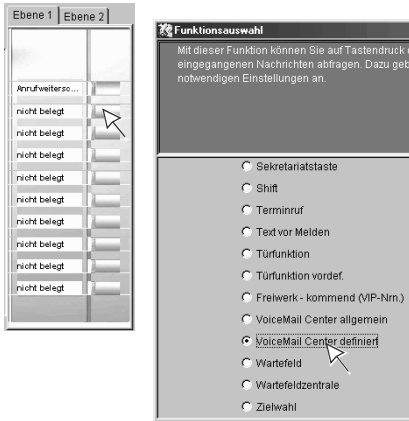 Ebene 1 Ebene 2
Anrufweitersc...
nicht belegt
nicht belegt
nicht belegt
nicht belegt
nicht belegt
nicht belegt
nicht belegt
nicht belegt
nicht belegt
Funktionsauswahl
Mit dieser Funktion können Sie auf Tastendruck
eingegangenen Nachrichten abfragen. Dazu geb
notwendigen Einstellungen an.
Sekretariatstaste
Shift
Terminruf
Text vor Melden
Türfunktion
Türfunktion vordef.
Freiwerk - kommend (VIP-Nrn.)
VoiceMail Center allgemein
VoiceMail Center definiert
Wartefeld
Wartefeldzentrale
Zielwahl